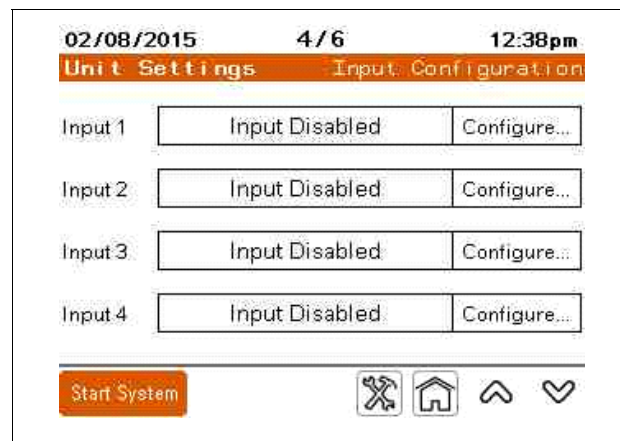 02/08/2015 4/6 12:38pm
Unit Settings Input Configuration
Input 1 Input Disabled Configure...
Input 2 Input Disabled Configure...
Input 3 Input Disabled Configure...
Input 4 Input Disabled Configure...
Start System